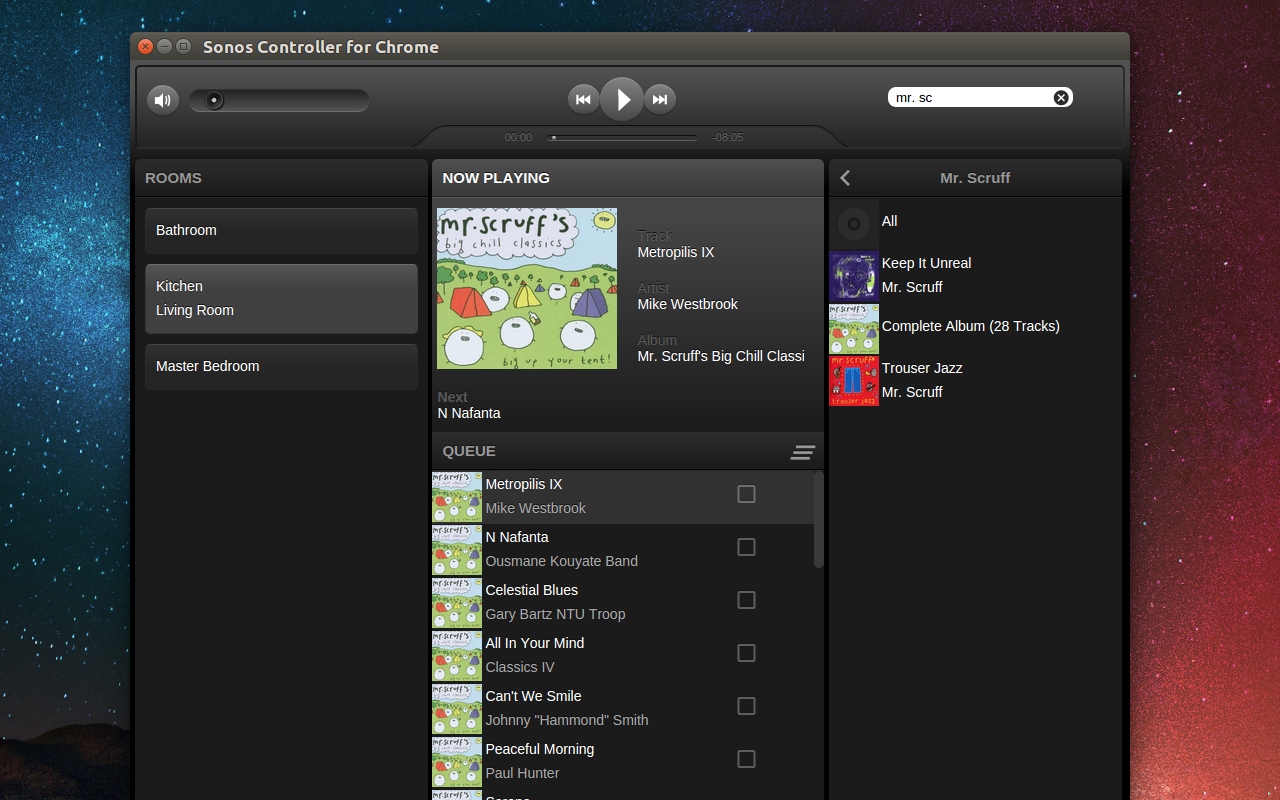 Sonos Controller for Chrome
mr. sc
00:00
-08:05
ROOMS
Bathroom
Kitchen
Living Room
Master Bedroom
NOW PLAYING
mr.scruff's
big chill classics
big up your tent!
Track
Metropilis IX
Artist
Mike Westbrook
Album
Mr. Scruff's Big Chill Classi
Next
N Nafanta
QUEUE
Metropilis IX
Mike Westbrook
N Nafanta
Ousmane Kouyate Band
Celestial Blues
Gary Bartz NTU Troop
All In Your Mind
Classics IV
Can't We Smile
Johnny "Hammond" Smith
Peaceful Morning
Paul Hunter
Mr. Scruff
All
Keep It Unreal
Mr. Scruff
Complete Album (28 Tracks)
mr scruff's
trouser jazz
Trouser Jazz
Mr. Scruff